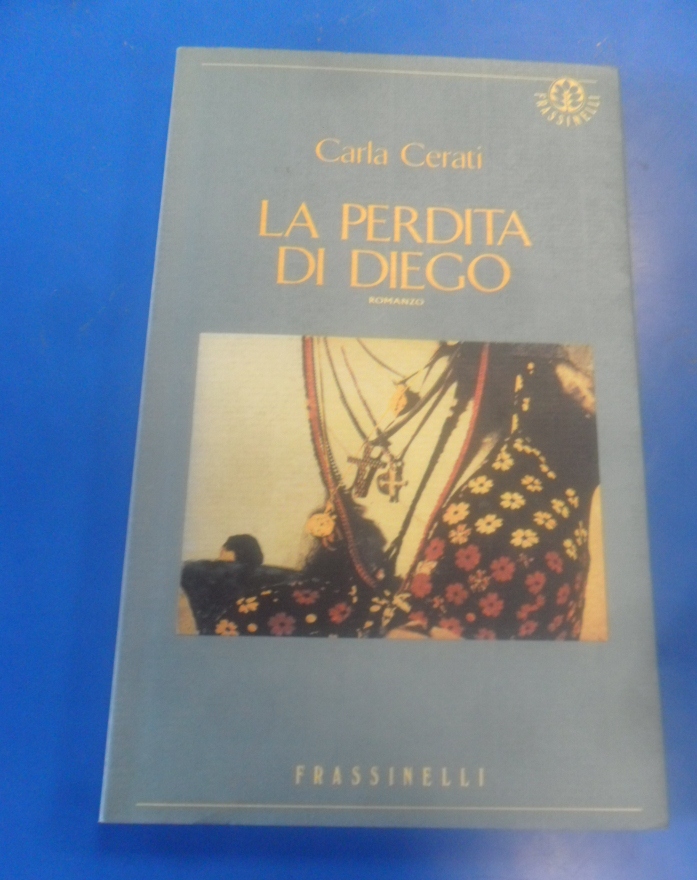 FRASSINELLI
Carla Cerati
LA PERDITA
DI DIEGO
ROMANZO
FRASSINELLI